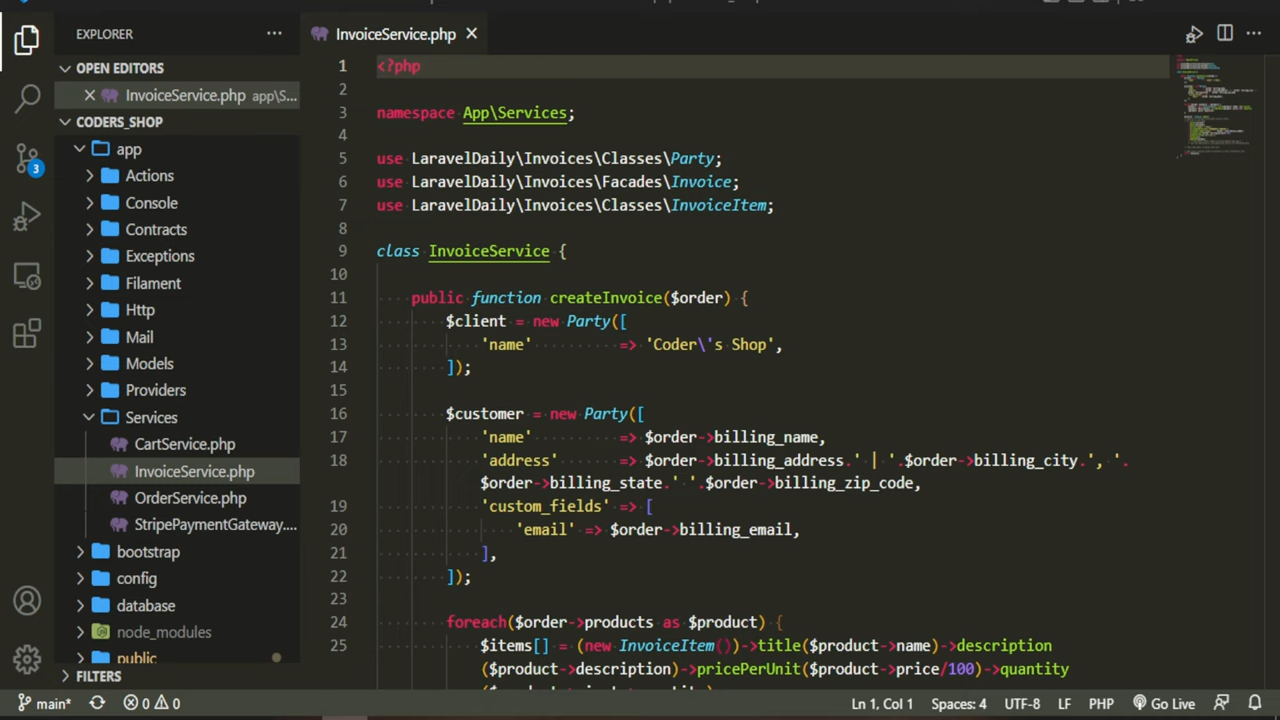 EXPLORER
OPEN EDITORS
InvoiceService.php app\S...
CODERS_SHOP
app
Actions
Console
Contracts
Exceptions
Filament
Http
Mail
Models
Providers
Services
CartService.php
InvoiceService.php
OrderService.php
StripePaymentGateway....
bootstrap
config
database
node_modules
public
FILTERS
3
InvoiceService.php
1 <?php
2
3 namespace App\Services;
4
5 use LaravelDaily\Invoices\Classes\Party;
6 use LaravelDaily\Invoices\Facades\Invoice;
7 use LaravelDaily\Invoices\Classes\InvoiceItem;
8
9 class InvoiceService {
10
11 public function createInvoice($order) {
12 $client = new Party([
13 'name' => 'Coder\'s Shop',
14 ]);
15
16 $customer = new Party([
17 'name' => $order->billing_name,
18 'address' => $order->billing_address.' | '.$order->billing_city.', '.
$order->billing_state.' '.$order->billing_zip_code,
19 'custom_fields' => [
20 'email' => $order->billing_email,
21 ],
22 ]);
23
24 foreach($order->products as $product) {
25 $items[] = (new InvoiceItem())->title($product->name)->description
($product->description)->pricePerUnit($product->price/100)->quantity
main* 0 0 Ln 1, Col 1 Spaces: 4 UTF-8 LF PHP Go Live